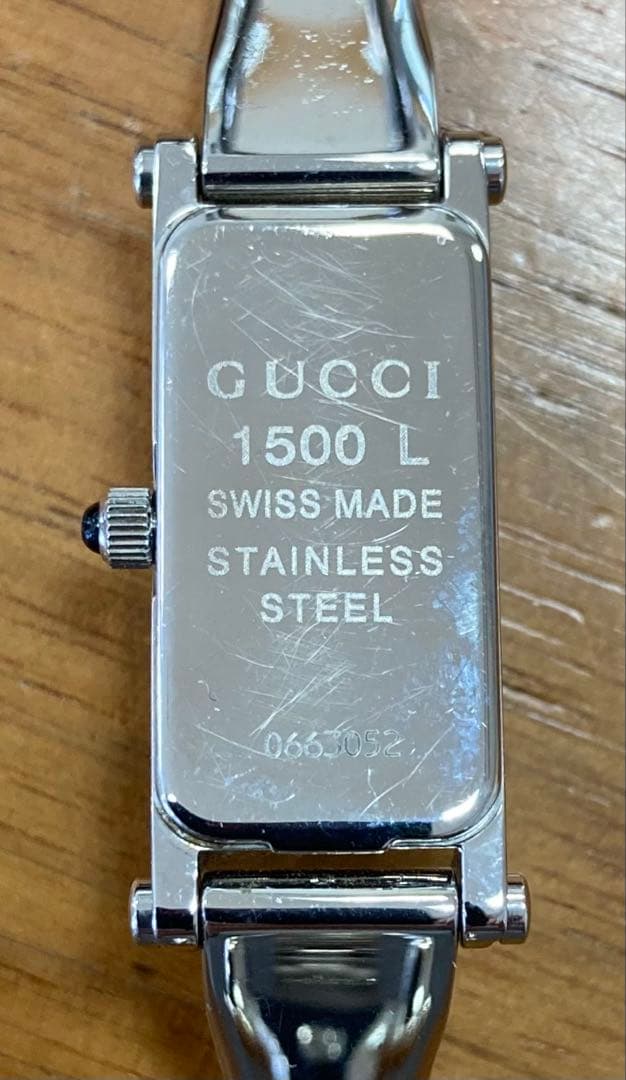 GUCCI
1500 L
SWISS MADE
STAINLESS
STEEL
0663052